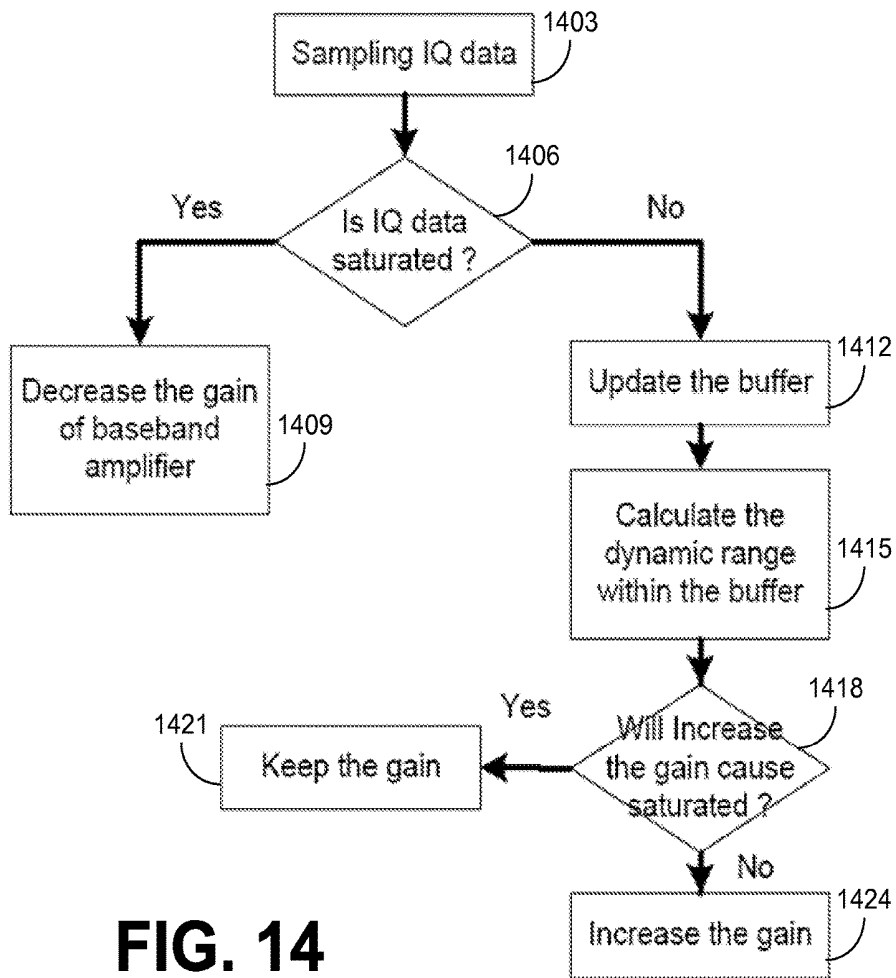 1403
Sampling IQ data
1406
Yes
No
Is IQ data
saturated ?
1412
Update the buffer
Decrease the gain
of baseband
amplifier
1409
Calculate the
dynamic range
within the buffer
1415
1418
Yes
1421
Will Increase
the gain cause
saturated ?
Keep the gain
No
1424
Increase the gain
FIG. 14